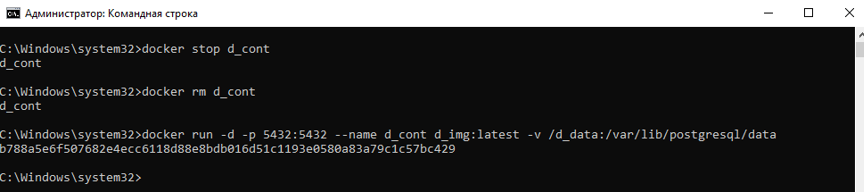 Администратор: Командная строка
C:\Windows\system32>docker stop d_cont
d_cont
C:\Windows\system32>docker rm d_cont
d_cont
C:\Windows\system32>docker run -d -p 5432:5432 --name d_cont d_img:latest -v /d_data:/var/lib/postgresql/data
b788a5e6f507682e4ecc6118d88e8bdb016d51c1193e0580a83a79c1c57bc429
C:\Windows\system32>